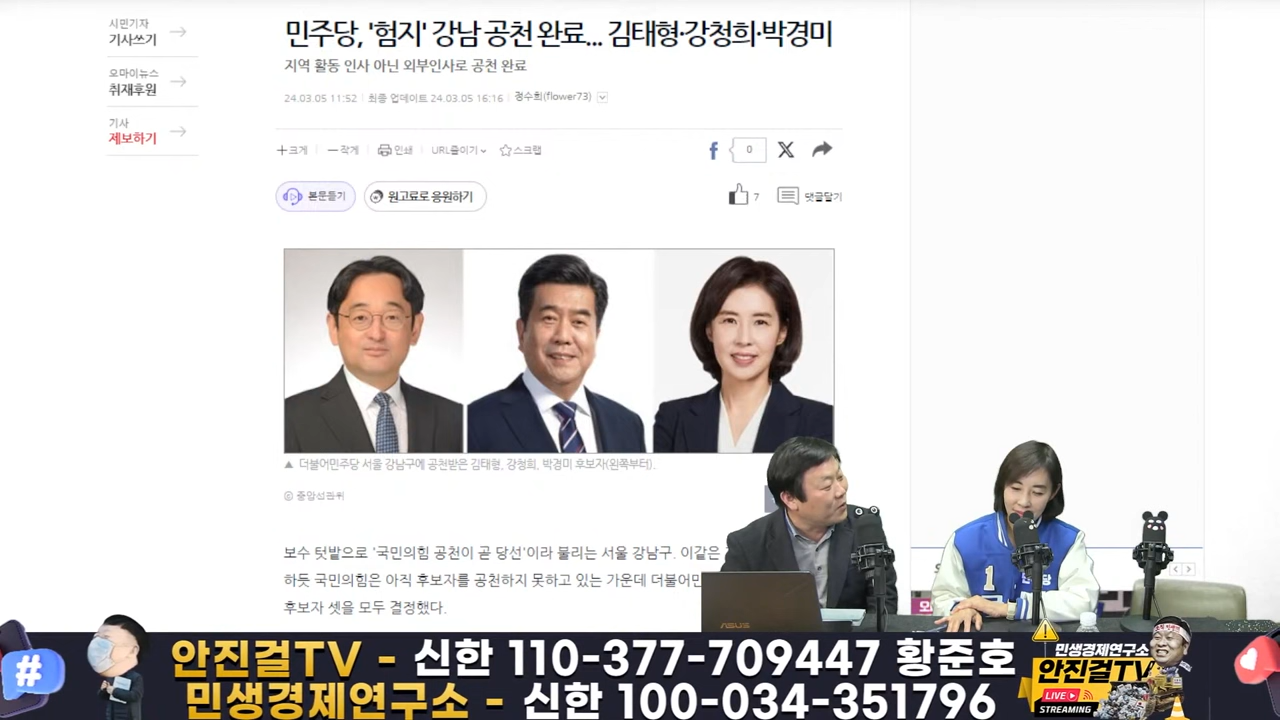 시민기자
기사쓰기
오마이뉴스
취재후원
기사
제보하기
민주당, '험지' 강남 공천 완료... 김태형·강청희·박경미
지역 활동 인사 아닌 외부인사로 공천 완료
24.03.05 11:52 | 최종 업데이트 24.03.05 16:16 | 정수희(flower73)
+크게 | —작게 | 인쇄 | URL줄이기 | 스크랩
f 0 X
본문듣기 원고료로 응원하기
7 댓글달기
▲ 더불어민주당 서울 강남구에 공천받은 김태형, 강청희, 박경미 후보자(왼쪽부터).
ⓒ 중앙선관위
보수 텃밭으로 '국민의힘 공천이 곧 당선'이라 불리는 서울 강남구. 이같은
하듯 국민의힘은 아직 후보자를 공천하지 못하고 있는 가운데 더불어민
후보자 셋을 모두 결정했다.
1
ASUS
#
안진걸TV - 신한 110-377-709447 황준호
민생경제연구소 - 신한 100-034-351796
민생경제연구소
안진걸TV
LIVE
STREAMING